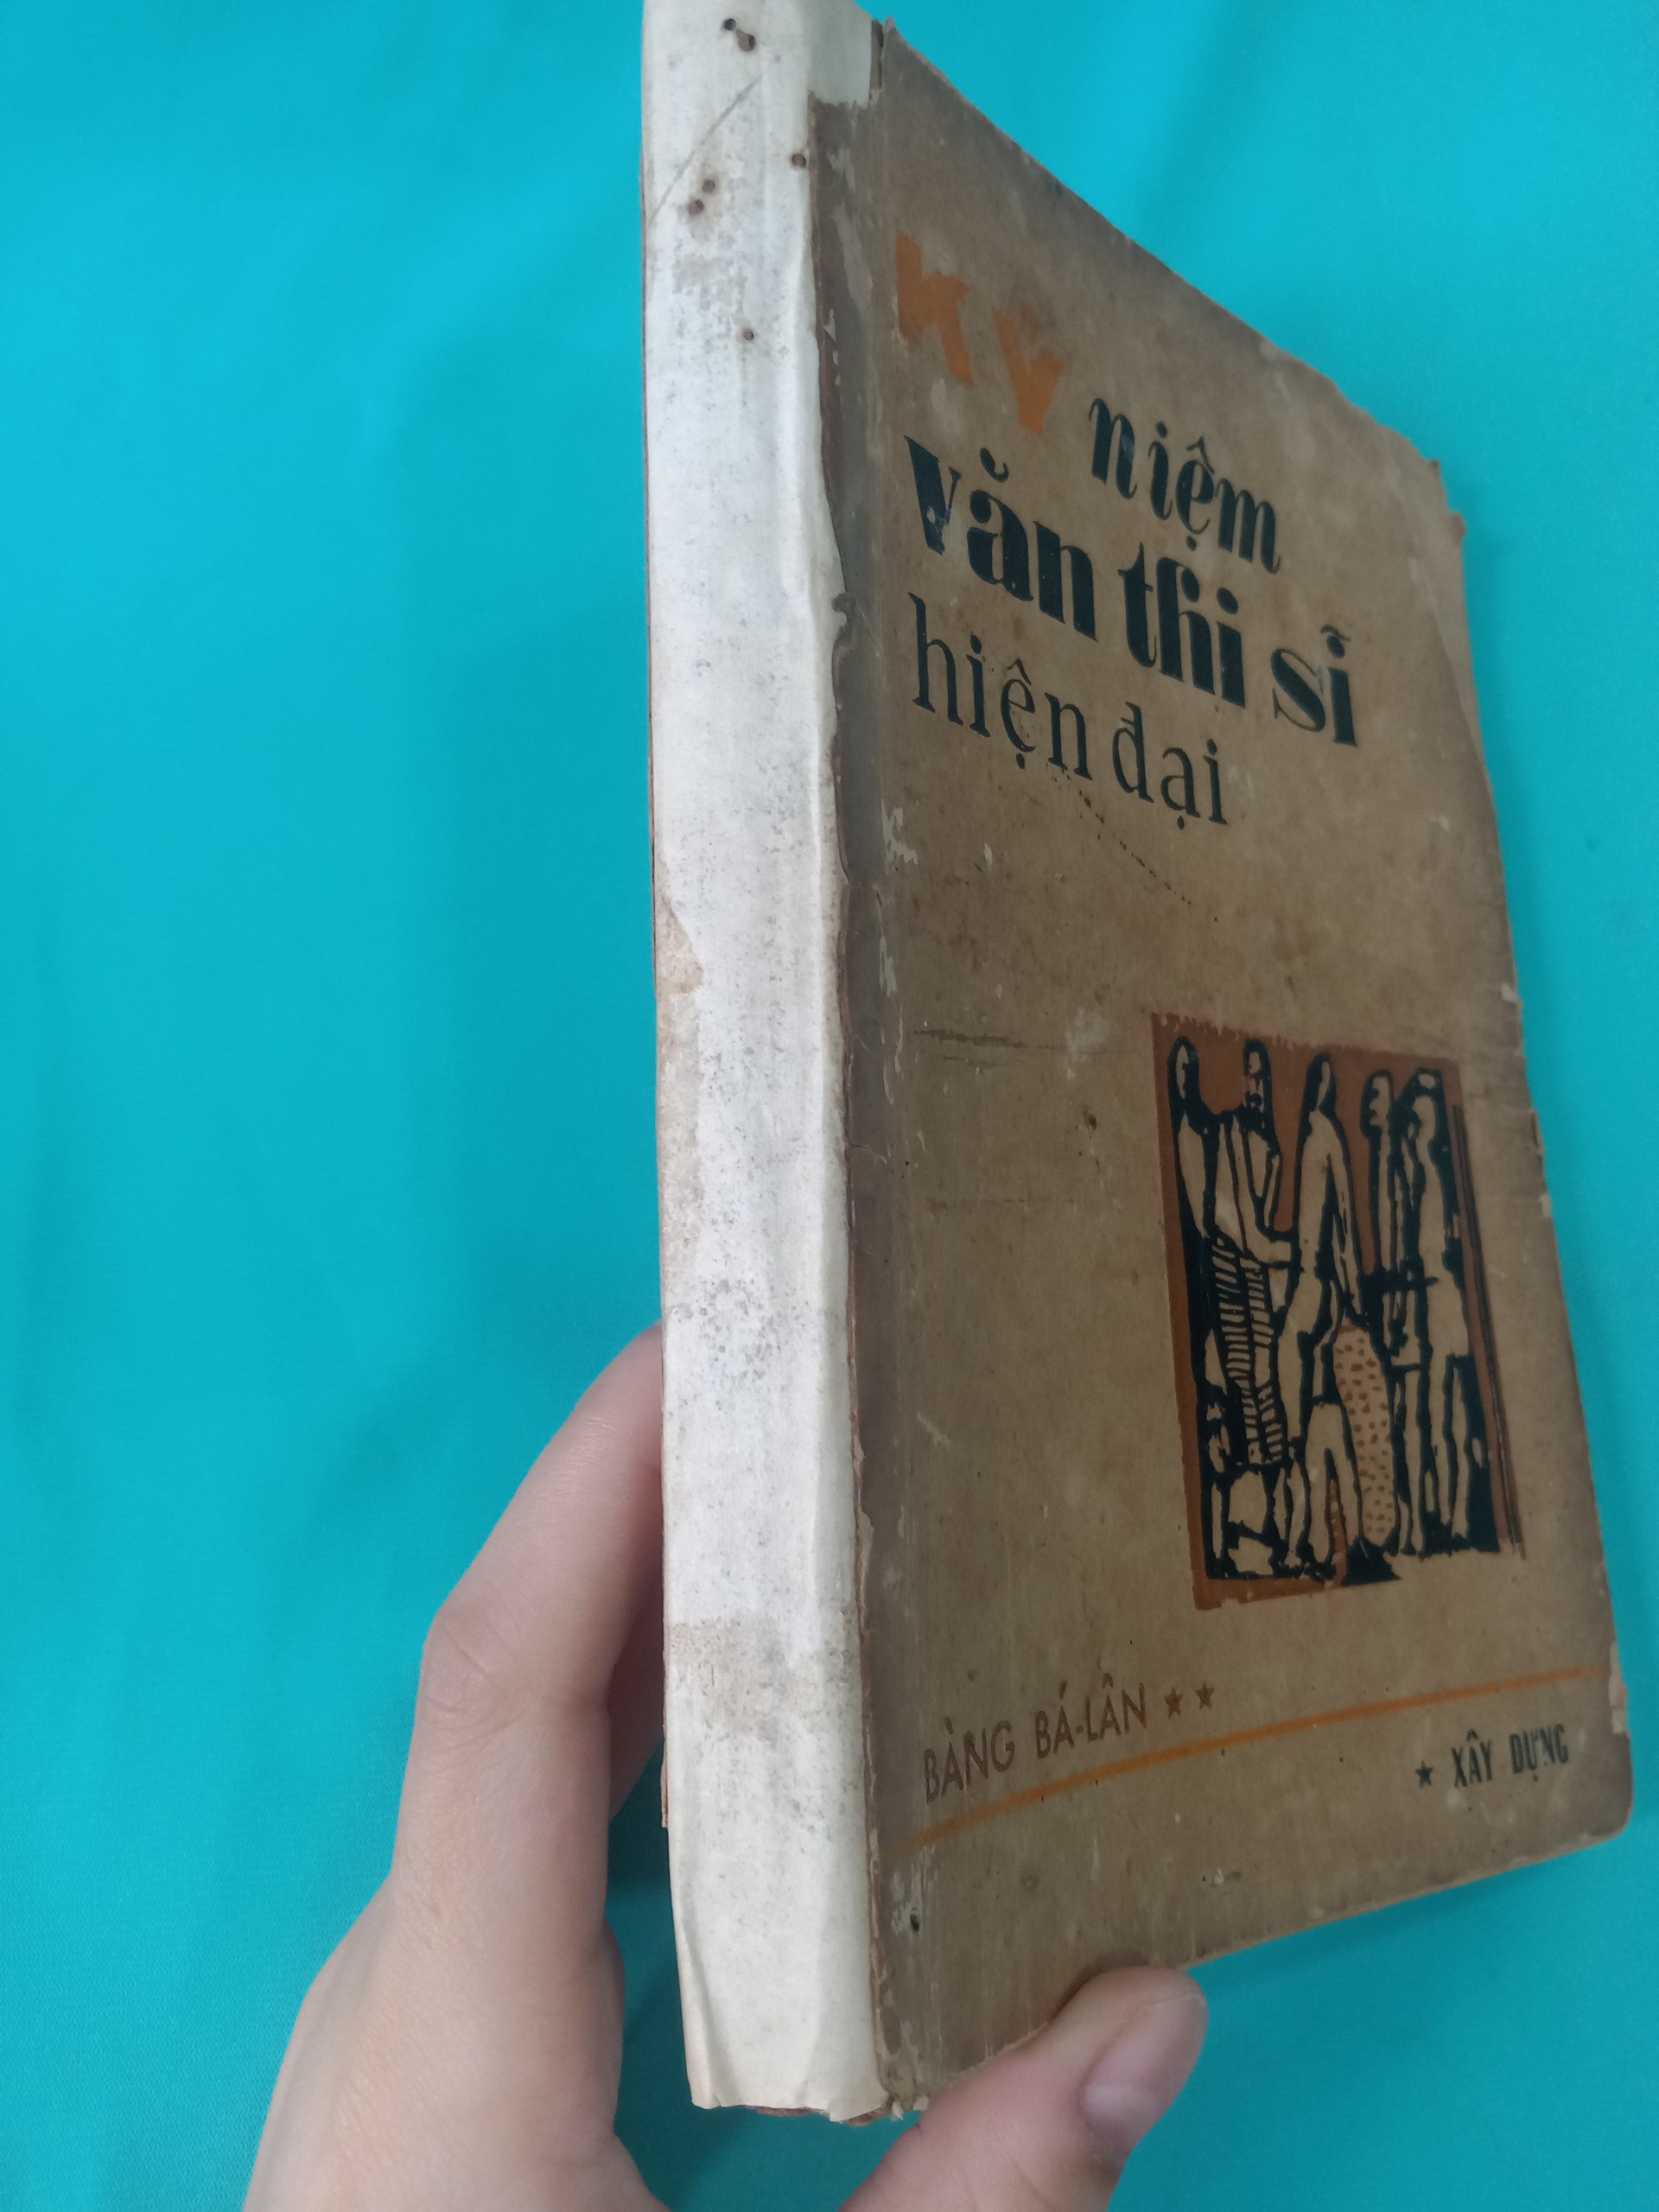 Kỷ niệm
văn thi sĩ
hiện đại
BÀNG BÁ-LÂN ★ ★
★ XÂY DỰNG